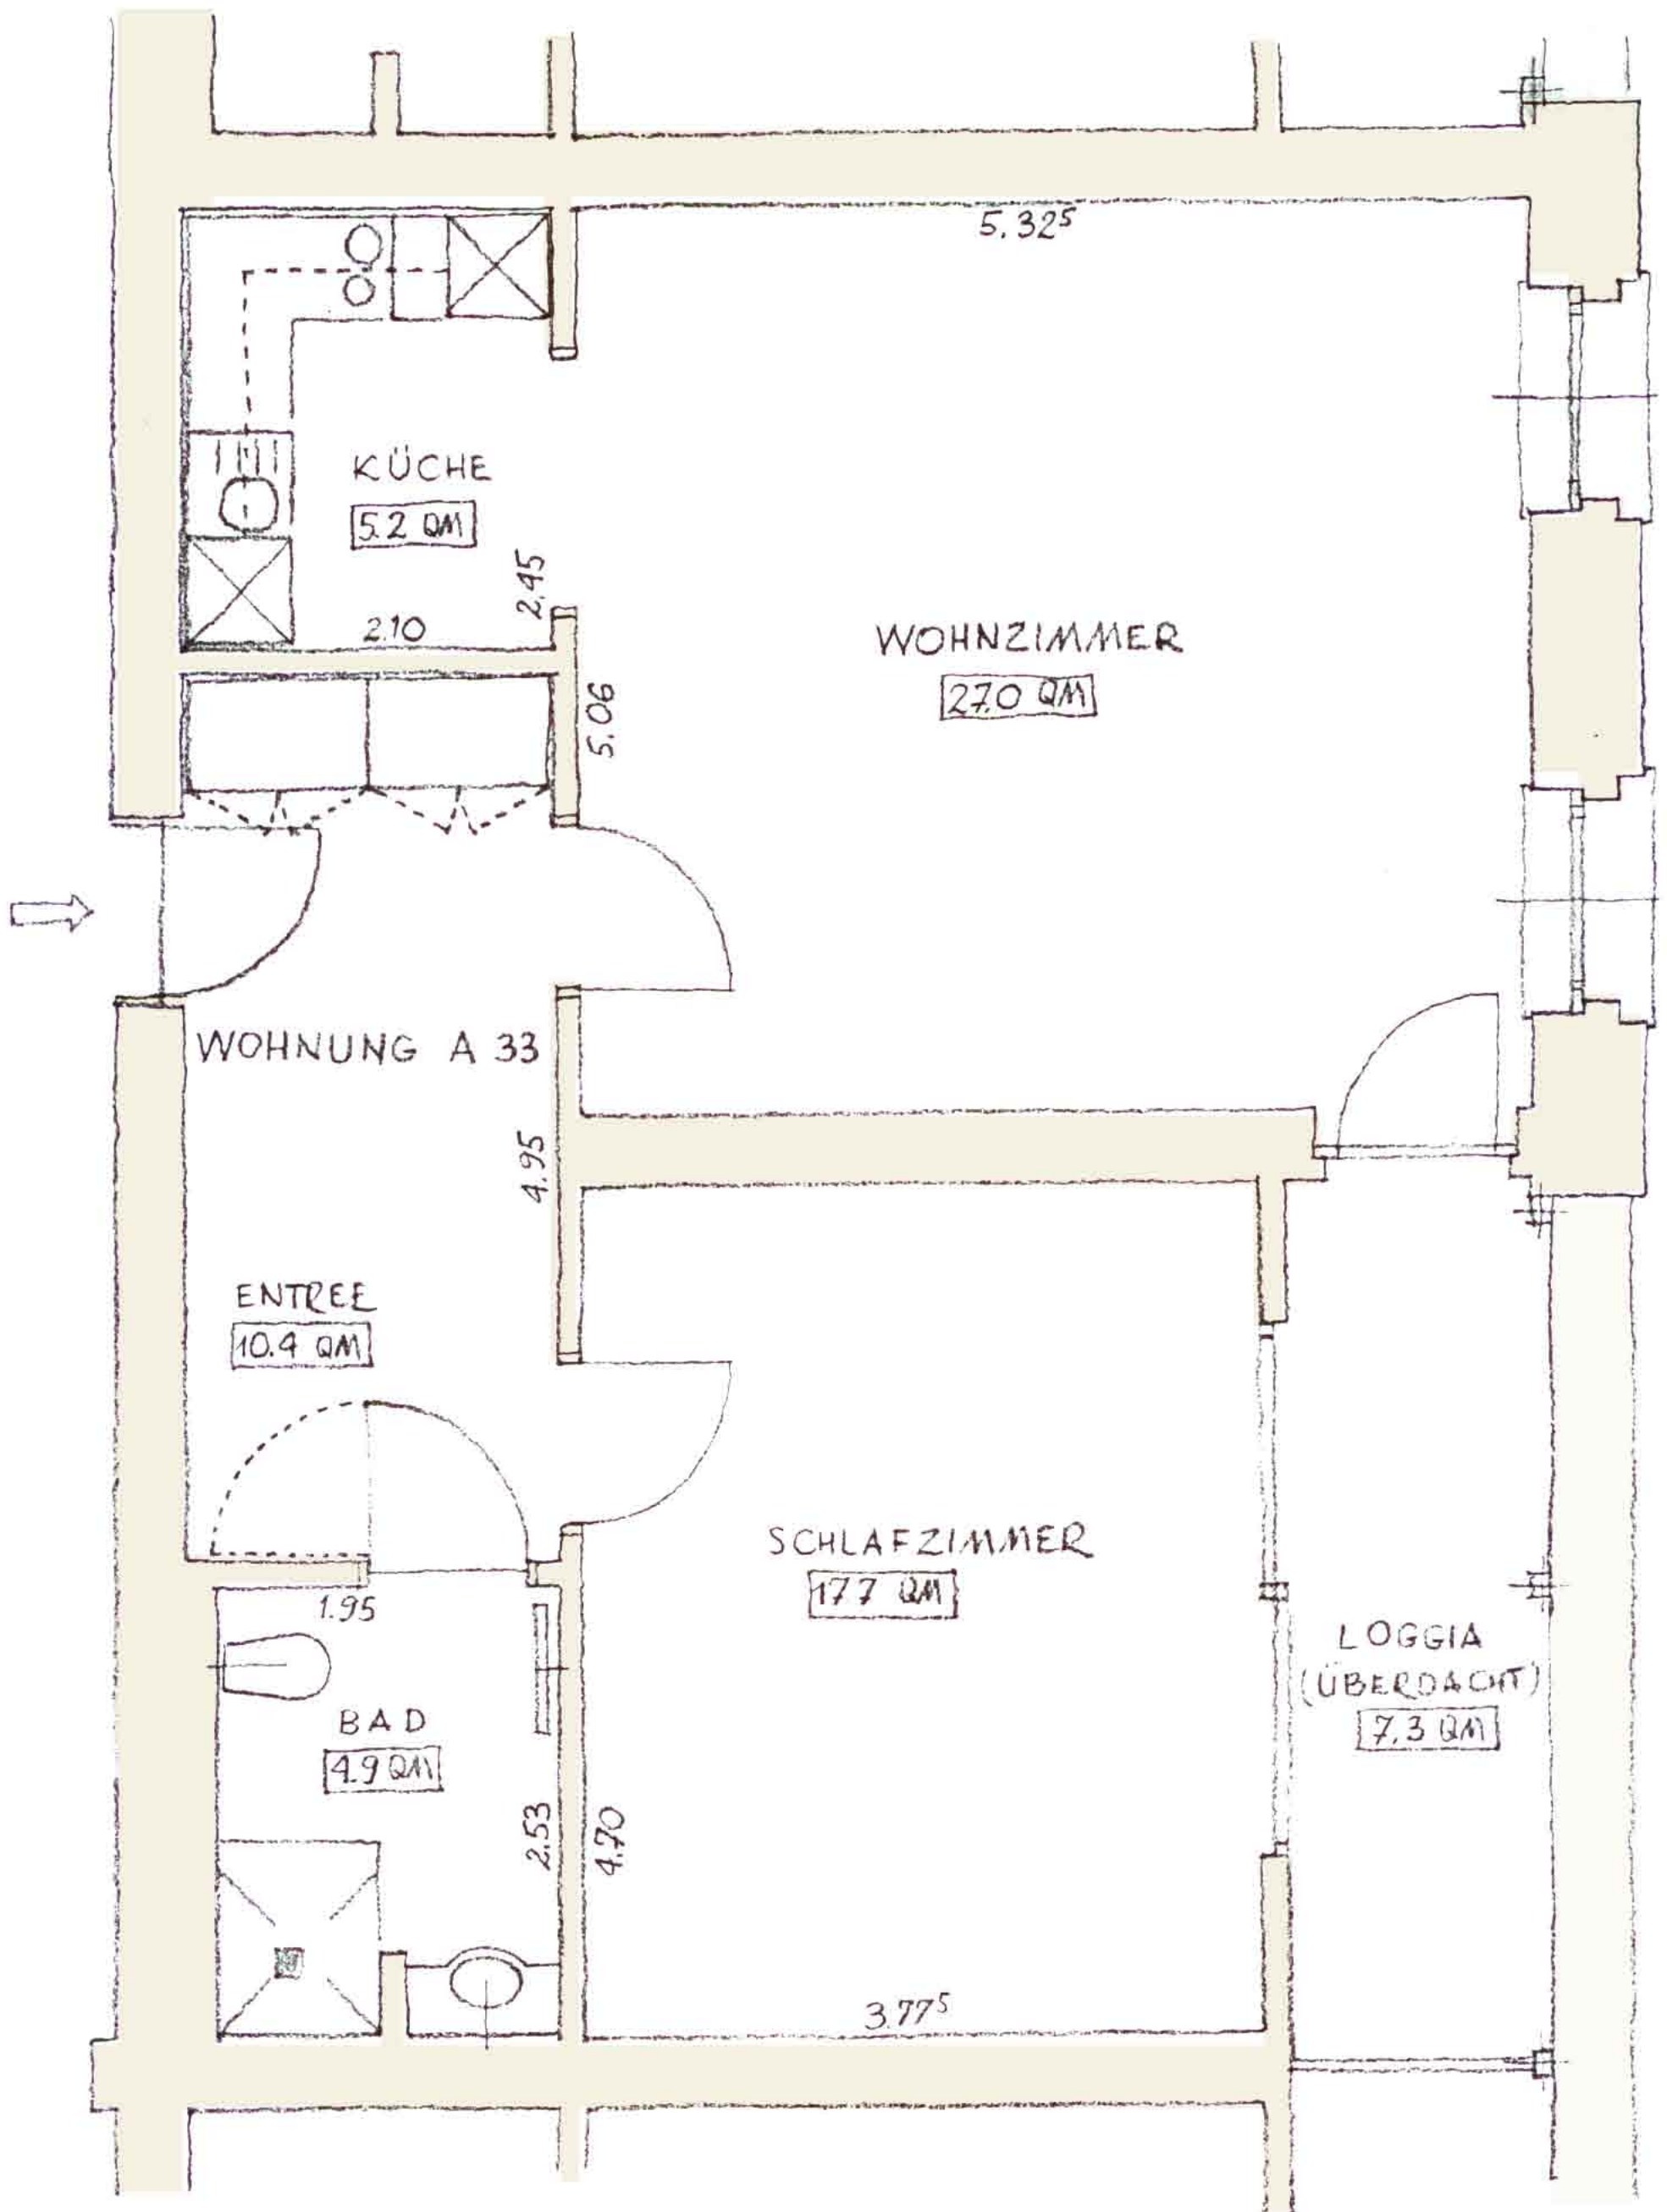 5.32⁵
KÜCHE
5.2 QM
2.45
2.10
WOHNZIMMER
27.0 QM
5.06
WOHNUNG A 33
4.95
ENTREE
10.4 QM
SCHLAFZIMMER
17.7 QM
1.95
LOGGIA
(ÜBERDACHT)
7.3 QM
BAD
4.9 QM
2.53
4.70
3.77⁵